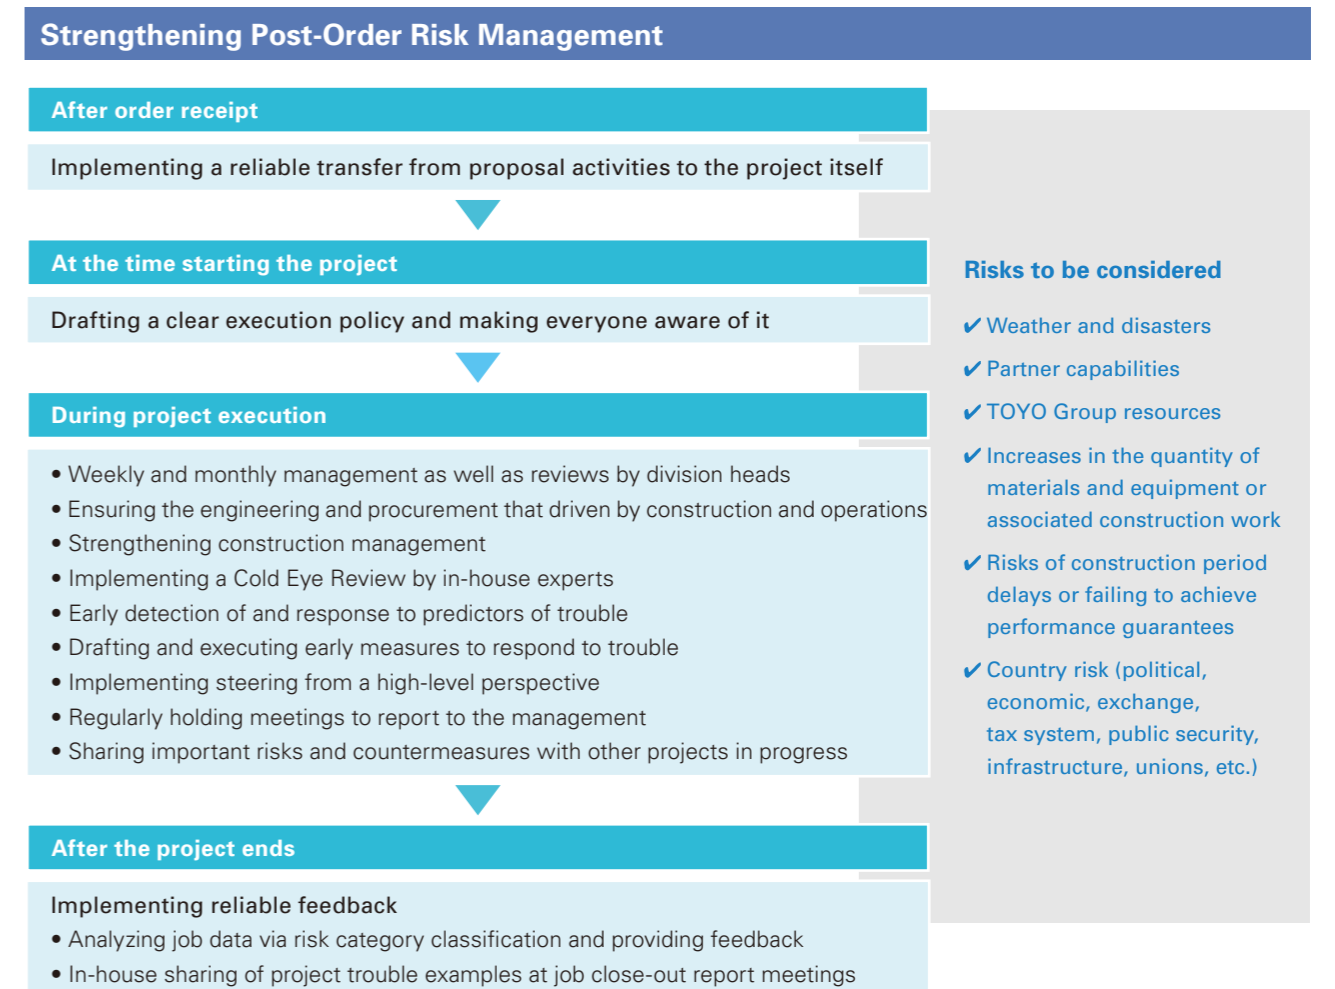 Strengthening Post-Order Risk Management
After order receipt
Implementing a reliable transfer from proposal activities to the project itself
At the time starting the project
Drafting a clear execution policy and making everyone aware of it
During project execution
• Weekly and monthly management as well as reviews by division heads
• Ensuring the engineering and procurement that driven by construction and operations
• Strengthening construction management
• Implementing a Cold Eye Review by in-house experts
• Early detection of and response to predictors of trouble
• Drafting and executing early measures to respond to trouble
• Implementing steering from a high-level perspective
• Regularly holding meetings to report to the management
• Sharing important risks and countermeasures with other projects in progress
After the project ends
Implementing reliable feedback
• Analyzing job data via risk category classification and providing feedback
• In-house sharing of project trouble examples at job close-out report meetings
Risks to be considered
✔ Weather and disasters
✔ Partner capabilities
✔ TOYO Group resources
✔ Increases in the quantity of
materials and equipment or
associated construction work
✔ Risks of construction period
delays or failing to achieve
performance guarantees
✔ Country risk (political,
economic, exchange,
tax system, public security,
infrastructure, unions, etc.)